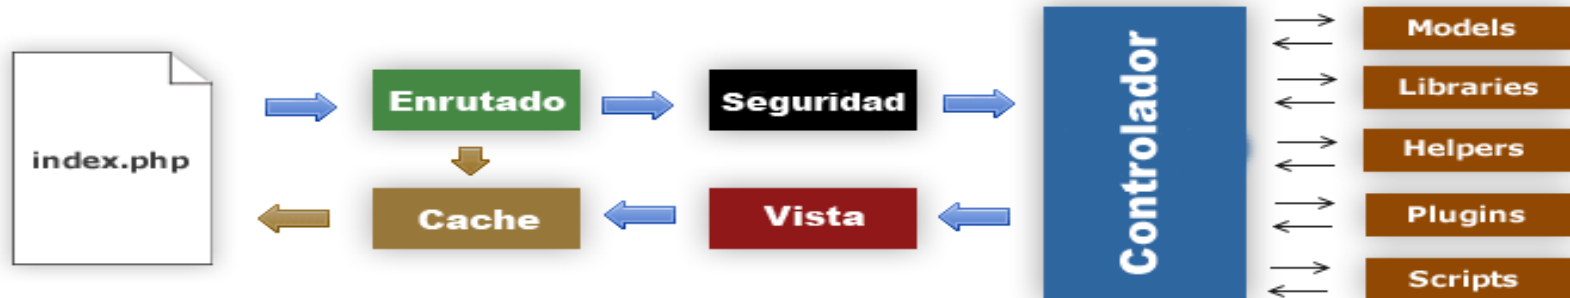 index.php
Enrutado
Seguridad
Cache
Vista
Controlador
Models
Libraries
Helpers
Plugins
Scripts